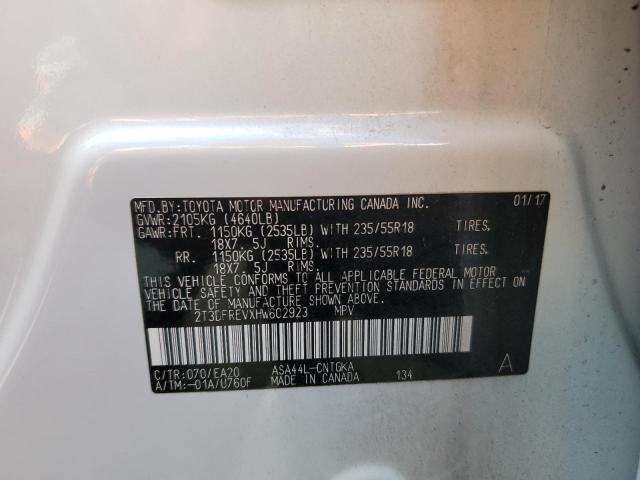 MFD.BY:TOYOTA MOTOR MANUFACTURING CANADA INC. 01/17
GVWR:2105KG (4640LB)
GAWR:FRT. 1150KG (2535LB) WITH 235/55R18 TIRES,
18X7.5J RIMS.
RR. 1150KG (2535LB) WITH 235/55R18 TIRES,
18X7.5J RIMS.
THIS VEHICLE CONFORMS TO ALL APPLICABLE FEDERAL MOTOR
VEHICLE SAFETY AND THEFT PREVENTION STANDARDS IN EFFECT ON
THE DATE OF MANUFACTURE SHOWN ABOVE.
2T3DFREVXHW602923 MPV
C/TR:070/EA20 ASA44L-CNTGKA
A/TM:-01A/U760F MADE IN CANADA 134 A